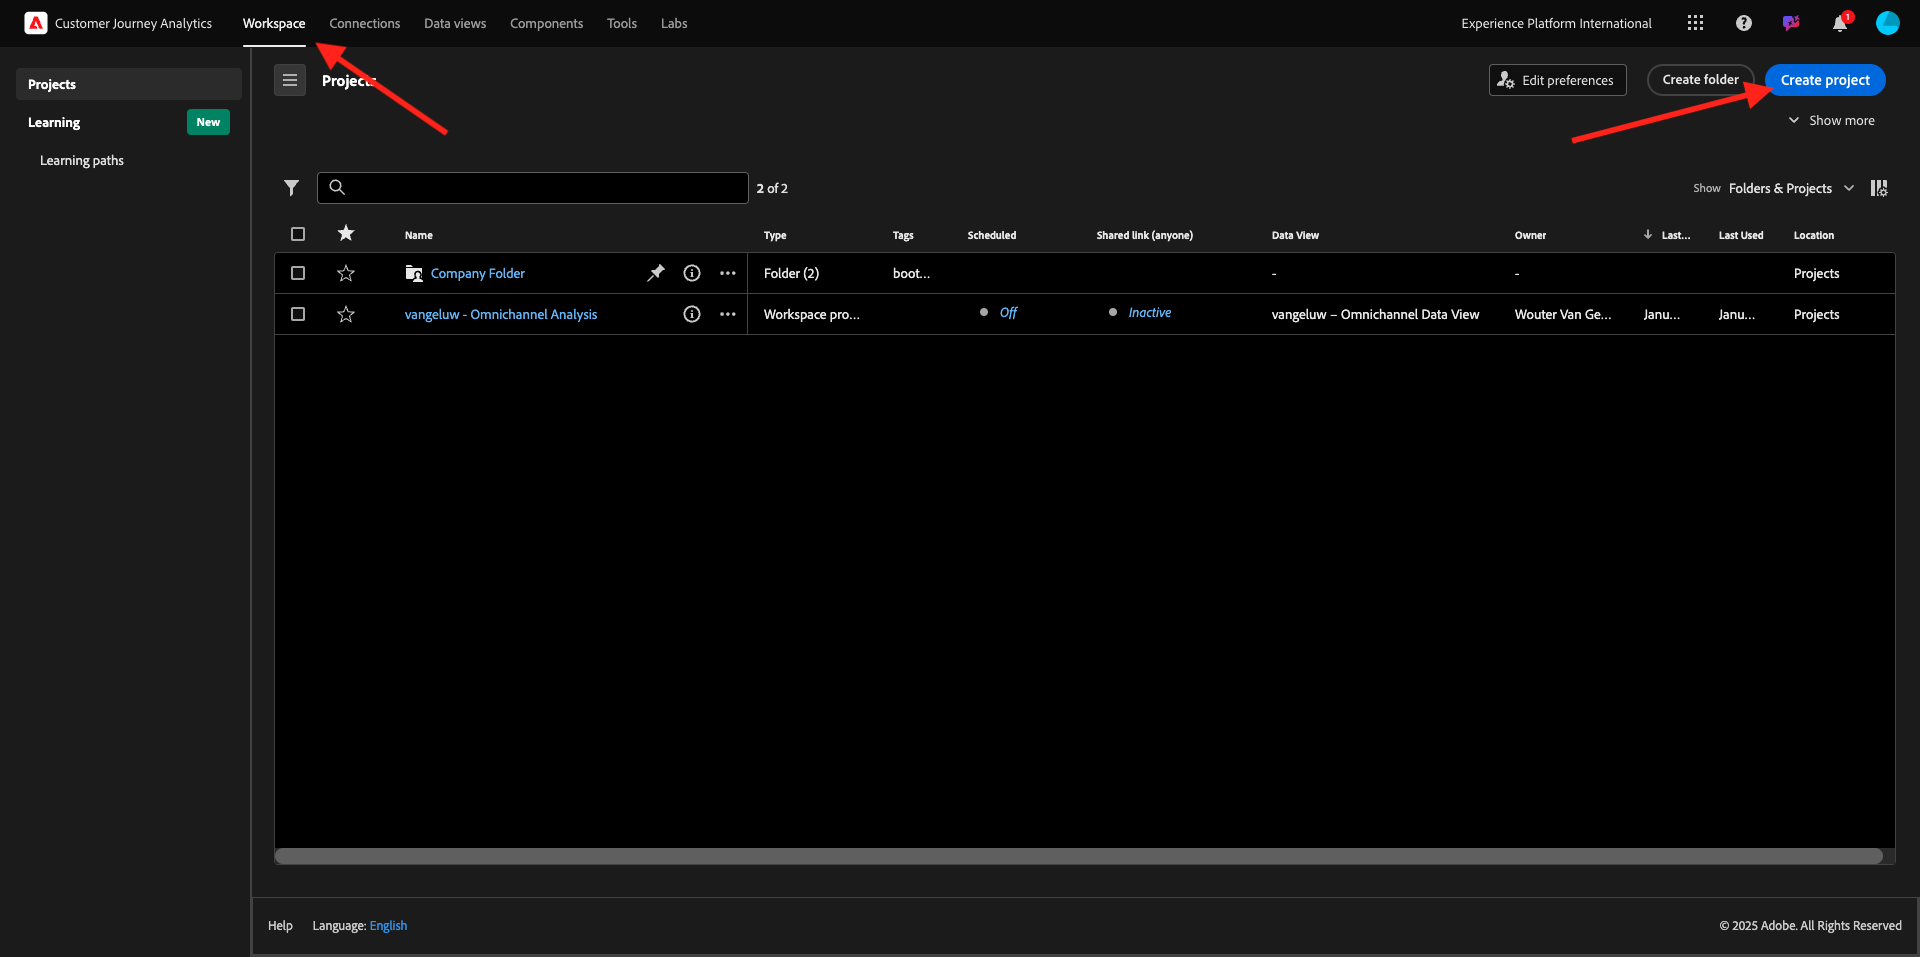 Customer Journey Analytics Workspace Connections Data views Components Tools Labs Experience Platform International 1
Projects
Learning New
Learning paths
Projects Edit preferences Create folder Create project
Show more
2 of 2 Show Folders & Projects
Name Type Tags Scheduled Shared link (anyone) Data View Owner Last... Last Used Location
Company Folder Folder (2) boot... - - Projects
vangeluw - Omnichannel Analysis Workspace pro... Off Inactive vangeluw – Omnichannel Data View Wouter Van Ge... Janu... Janu... Projects
Help Language: English © 2025 Adobe. All Rights Reserved